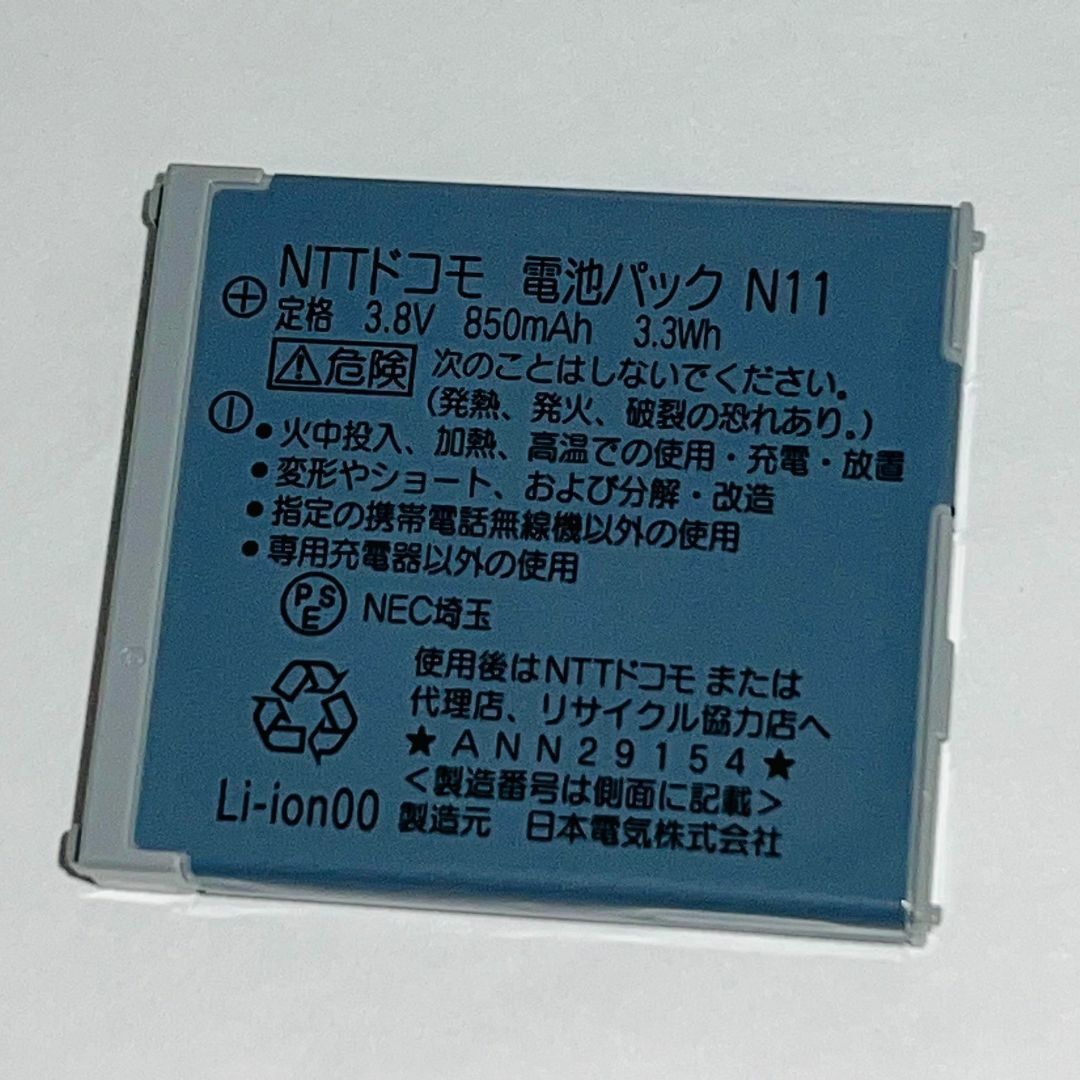 NTTドコモ 電池パック N11
⊕ 定格 3.8V 850mAh 3.3Wh
⚠危険 次のことはしないでください。
(発熱、発火、破裂の恐れあり。)
⊖
●火中投入、加熱、高温での使用・充電・放置
●変形やショート、および分解・改造
●指定の携帯電話無線機以外の使用
●専用充電器以外の使用
PSE NEC埼玉
使用後はNTTドコモ または
代理店、リサイクル協力店へ
★ANN29154★
<製造番号は側面に記載>
Li-ion00 製造元 日本電気株式会社